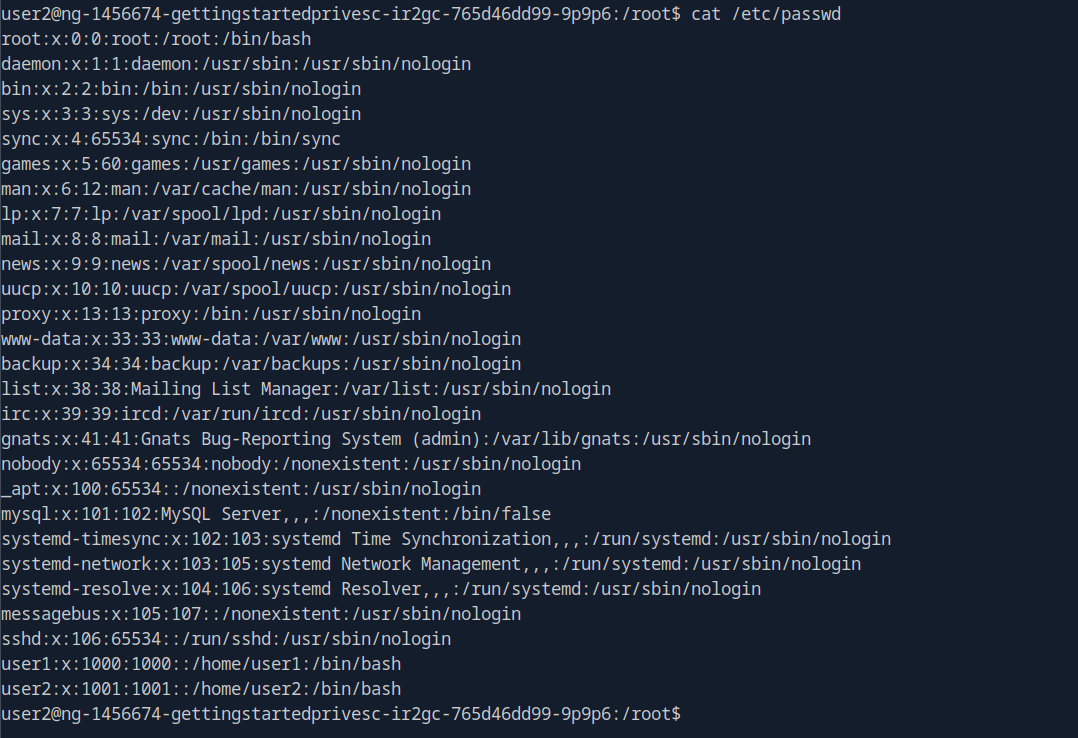 user2@ng-1456674-gettingstartedprivesc-ir2gc-765d46dd99-9p9p6:/root$ cat /etc/passwd
root:x:0:0:root:/root:/bin/bash
daemon:x:1:1:daemon:/usr/sbin:/usr/sbin/nologin
bin:x:2:2:bin:/bin:/usr/sbin/nologin
sys:x:3:3:sys:/dev:/usr/sbin/nologin
sync:x:4:65534:sync:/bin:/bin/sync
games:x:5:60:games:/usr/games:/usr/sbin/nologin
man:x:6:12:man:/var/cache/man:/usr/sbin/nologin
lp:x:7:7:lp:/var/spool/lpd:/usr/sbin/nologin
mail:x:8:8:mail:/var/mail:/usr/sbin/nologin
news:x:9:9:news:/var/spool/news:/usr/sbin/nologin
uucp:x:10:10:uucp:/var/spool/uucp:/usr/sbin/nologin
proxy:x:13:13:proxy:/bin:/usr/sbin/nologin
www-data:x:33:33:www-data:/var/www:/usr/sbin/nologin
backup:x:34:34:backup:/var/backups:/usr/sbin/nologin
list:x:38:38:Mailing List Manager:/var/list:/usr/sbin/nologin
irc:x:39:39:ircd:/var/run/ircd:/usr/sbin/nologin
gnats:x:41:41:Gnats Bug-Reporting System (admin):/var/lib/gnats:/usr/sbin/nologin
nobody:x:65534:65534:nobody:/nonexistent:/usr/sbin/nologin
_apt:x:100:65534::/nonexistent:/usr/sbin/nologin
mysql:x:101:102:MySQL Server,,,:/nonexistent:/bin/false
systemd-timesync:x:102:103:systemd Time Synchronization,,,:/run/systemd:/usr/sbin/nologin
systemd-network:x:103:105:systemd Network Management,,,:/run/systemd:/usr/sbin/nologin
systemd-resolve:x:104:106:systemd Resolver,,,:/run/systemd:/usr/sbin/nologin
messagebus:x:105:107::/nonexistent:/usr/sbin/nologin
sshd:x:106:65534::/run/sshd:/usr/sbin/nologin
user1:x:1000:1000::/home/user1:/bin/bash
user2:x:1001:1001::/home/user2:/bin/bash
user2@ng-1456674-gettingstartedprivesc-ir2gc-765d46dd99-9p9p6:/root$